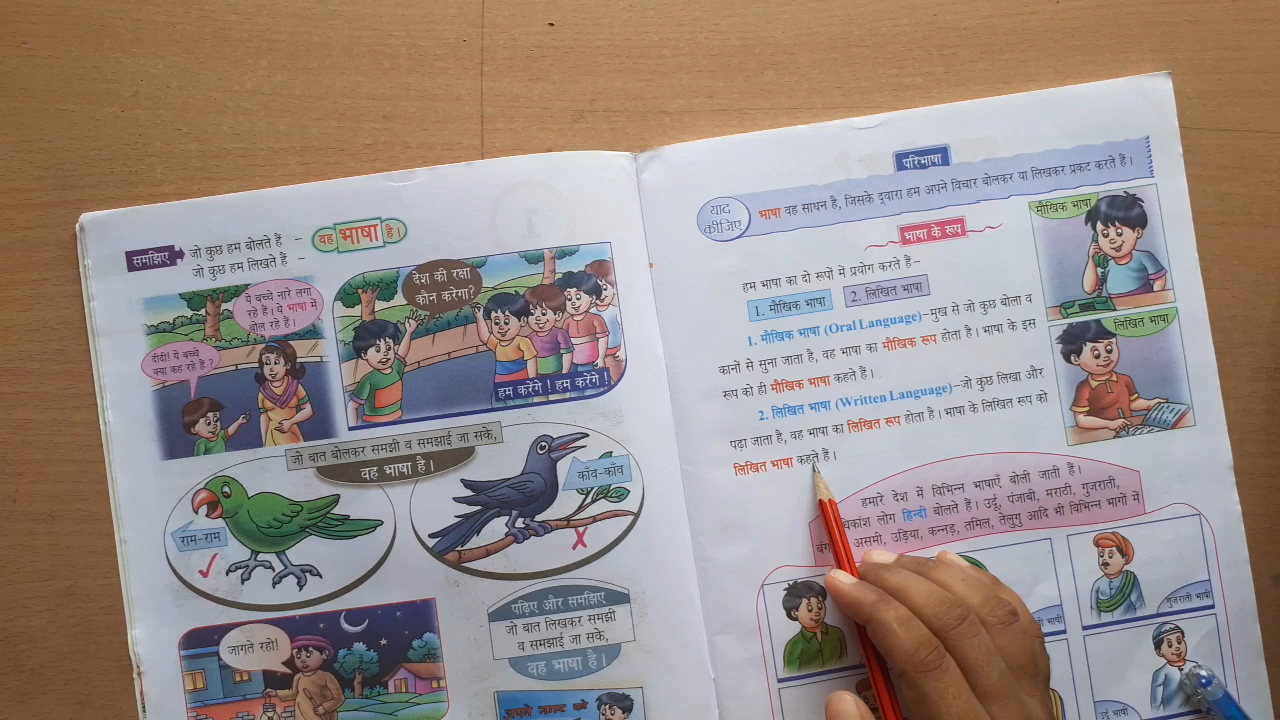 समझिए
जो कुछ हम बोलते हैं –
जो कुछ हम लिखते हैं –
वह भाषा है।
ये बच्चे नारे लगा
रहे हैं। ये भाषा में
बोल रहे हैं।
दीदी! ये बच्चे
क्या कह रहे हैं ?
देश की रक्षा
कौन करेगा?
हम करेंगे ! हम करेंगे !
जो बात बोलकर समझी व समझाई जा सके,
वह भाषा है।
राम-राम
काँव-काँव
जागते रहो!
पढ़िए और समझिए
जो बात लिखकर समझी
व समझाई जा सके,
वह भाषा है।
अपने नगर को
परिभाषा
याद
कीजिए
भाषा वह साधन है, जिसके द्वारा हम अपने विचार बोलकर या लिखकर प्रकट करते हैं।
भाषा के रूप
हम भाषा का दो रूपों में प्रयोग करते हैं–
1. मौखिक भाषा 2. लिखित भाषा
1. मौखिक भाषा (Oral Language)–मुख से जो कुछ बोला व
कानों से सुना जाता है, वह भाषा का मौखिक रूप होता है। भाषा के इस
रूप को ही मौखिक भाषा कहते हैं।
2. लिखित भाषा (Written Language)–जो कुछ लिखा और
पढ़ा जाता है, वह भाषा का लिखित रूप होता है। भाषा के लिखित रूप को
लिखित भाषा कहते हैं।
मौखिक भाषा
लिखित भाषा
हमारे देश में विभिन्न भाषाएँ बोली जाती हैं।
लोग हिन्दी बोलते हैं। उर्दू, पंजाबी, मराठी, गुजराती,
असमी, उड़िया, कन्नड़, तमिल, तेलुगु आदि भी विभिन्न भागों में
भाषी
गुजराती भाषी
उर्दू भाषी